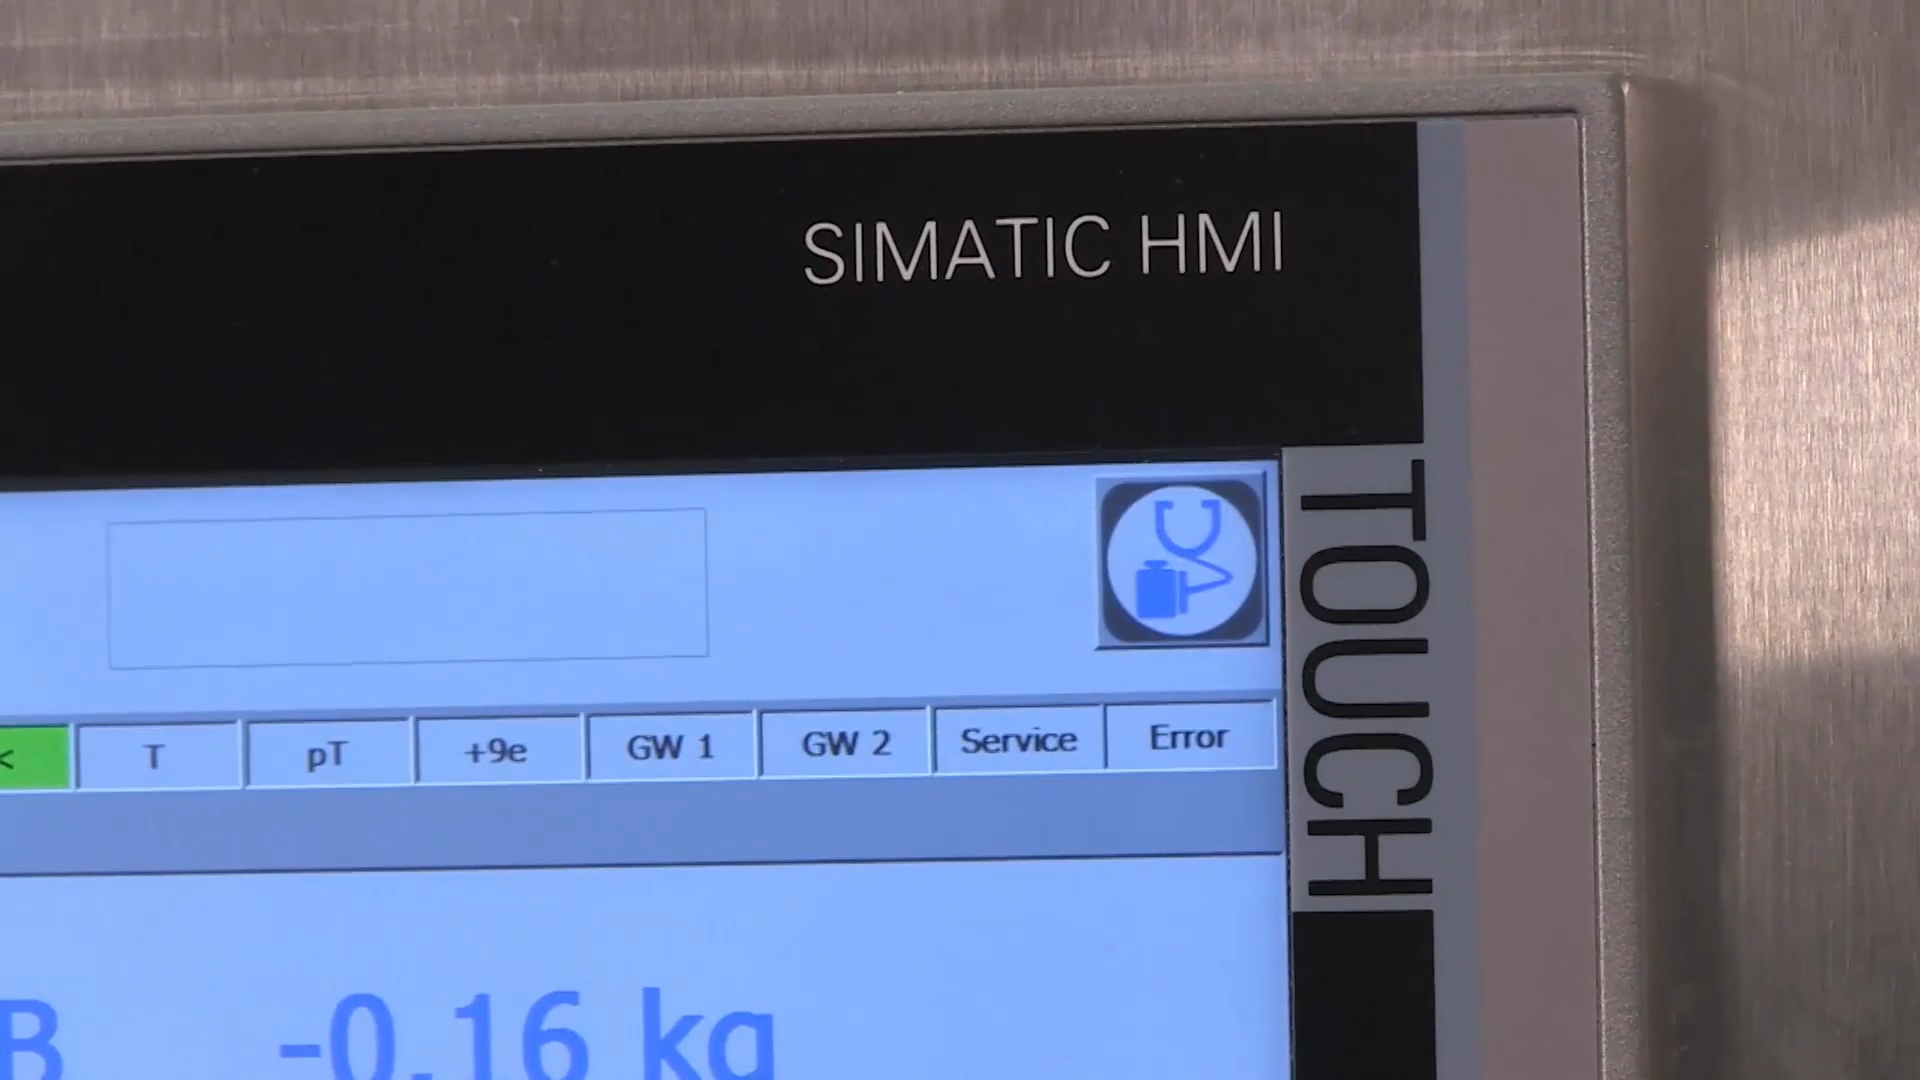 SIMATIC HMI
TOUCH
< T pT +9e GW 1 GW 2 Service Error
B -0,16 kg